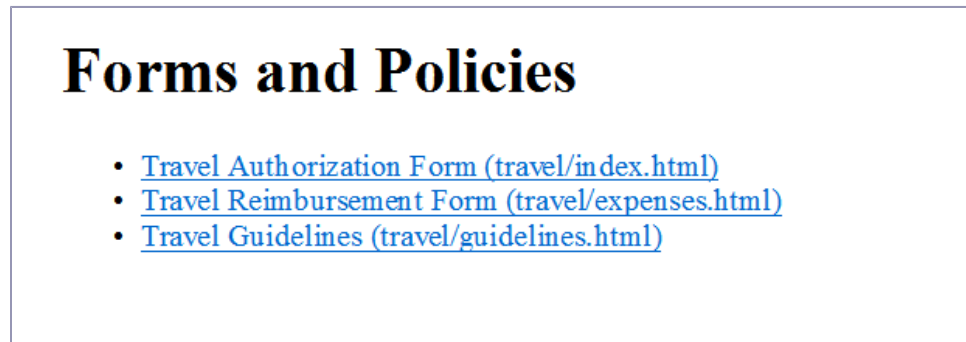 Forms and Policies
• Travel Authorization Form (travel/index.html)
• Travel Reimbursement Form (travel/expenses.html)
• Travel Guidelines (travel/guidelines.html)